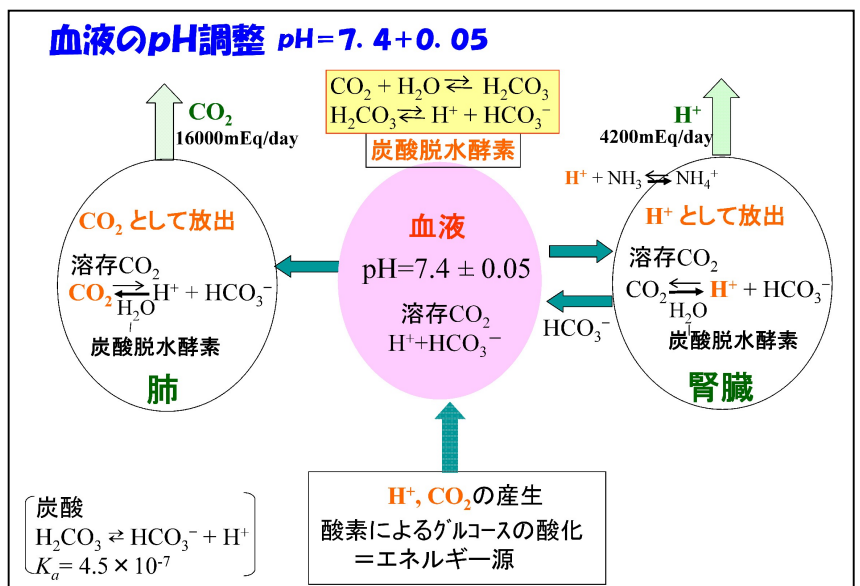 血液のpH調整 pH=7.4+0.05
CO₂
16000mEq/day
CO₂ + H₂O ⇄ H₂CO₃
H₂CO₃ ⇄ H⁺ + HCO₃⁻
炭酸脱水酵素
H⁺
4200mEq/day
CO₂ として放出
溶存CO₂
CO₂ ⇄ H⁺ + HCO₃⁻
H₂O
炭酸脱水酵素
肺
血液
pH=7.4 ± 0.05
溶存CO₂
H⁺+HCO₃⁻
H⁺ + NH₃ ⇄ NH₄⁺
H⁺ として放出
溶存CO₂
CO₂ ⇄ H⁺ + HCO₃⁻
H₂O
炭酸脱水酵素
腎臓
HCO₃⁻
H⁺, CO₂の産生
酸素によるグルコースの酸化
=エネルギー源
炭酸
H₂CO₃ ⇄ HCO₃⁻ + H⁺
Kₐ= 4.5 × 10⁻⁷